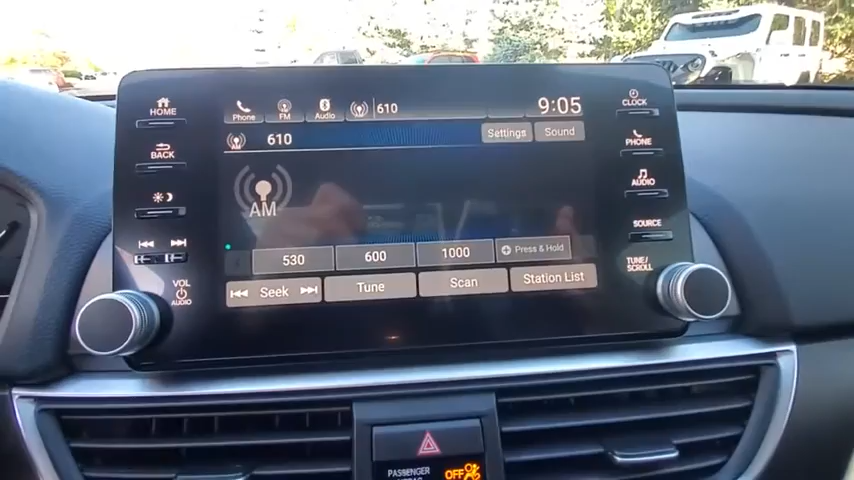 HOME
BACK
VOL
AUDIO
Phone FM Audio 610 9:05
610 Settings Sound
AM
530 600 1000 Press & Hold
Seek Tune Scan Station List
CLOCK
PHONE
AUDIO
SOURCE
TUNE/
SCROLL
PASSENGER OFF